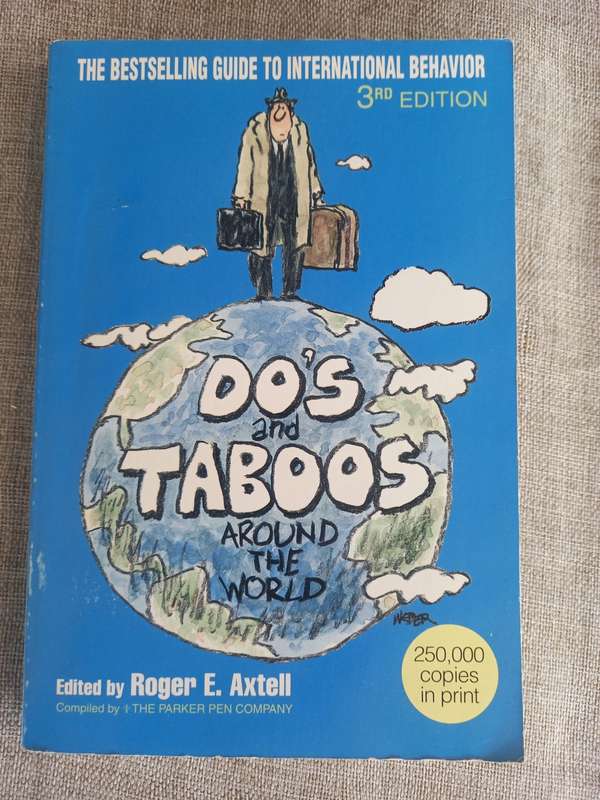 THE BESTSELLING GUIDE TO INTERNATIONAL BEHAVIOR
3RD EDITION
DO'S
and
TABOOS
AROUND
THE
WORLD
250,000
copies
in print
Edited by Roger E. Axtell
Compiled by THE PARKER PEN COMPANY